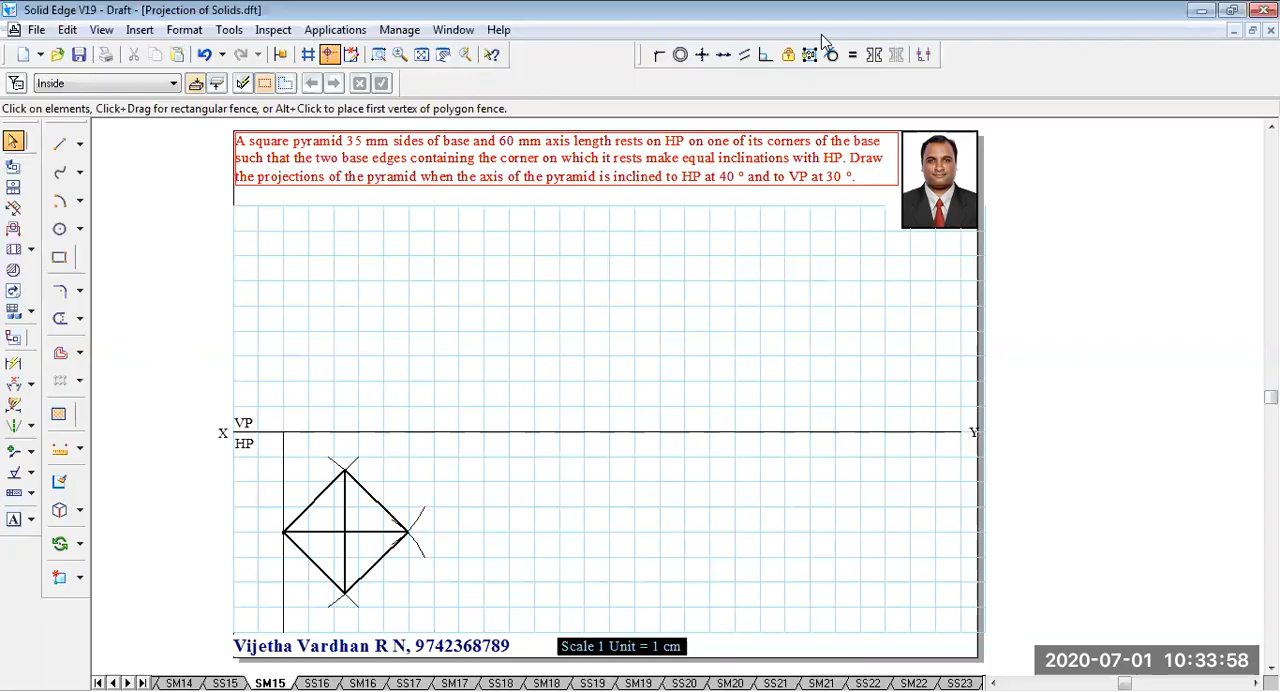 Solid Edge V19 - Draft - [Projection of Solids.dft]
File Edit View Insert Format Tools Inspect Applications Manage Window Help
Inside
Click on elements, Click+Drag for rectangular fence, or Alt+Click to place first vertex of polygon fence.
A square pyramid 35 mm sides of base and 60 mm axis length rests on HP on one of its corners of the base
such that the two base edges containing the corner on which it rests make equal inclinations with HP. Draw
the projections of the pyramid when the axis of the pyramid is inclined to HP at 40 º and to VP at 30 º.
VP
X Y
HP
Vijetha Vardhan R N, 9742368789 Scale 1 Unit = 1 cm
2020-07-01 10:33:58
SM14 SS15 SM15 SS16 SM16 SS17 SM17 SS18 SM18 SS19 SM19 SS20 SM20 SS21 SM21 SS22 SM22 SS23